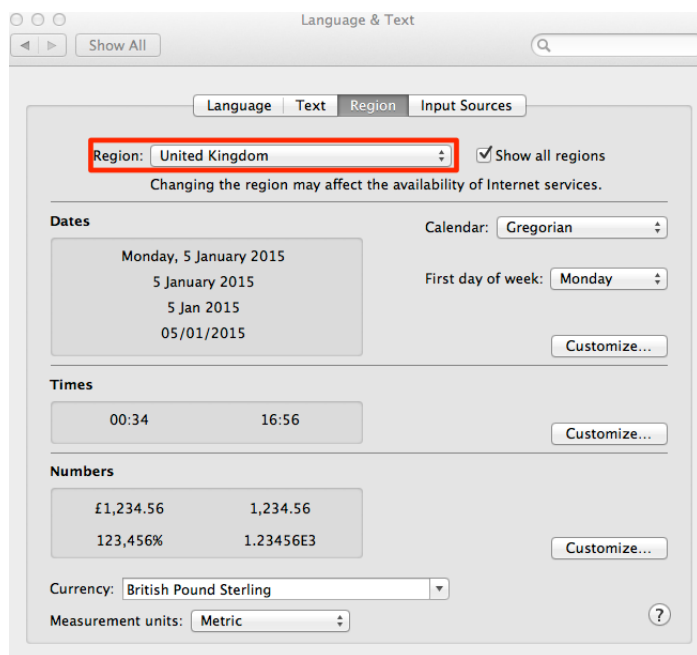 Language & Text
Show All
Language Text Region Input Sources
Region: United Kingdom Show all regions
Changing the region may affect the availability of Internet services.
Dates
Calendar: Gregorian
Monday, 5 January 2015
5 January 2015
First day of week: Monday
5 Jan 2015
05/01/2015
Customize...
Times
00:34 16:56
Customize...
Numbers
£1,234.56 1,234.56
123,456% 1.23456E3
Customize...
Currency: British Pound Sterling
Measurement units: Metric
?